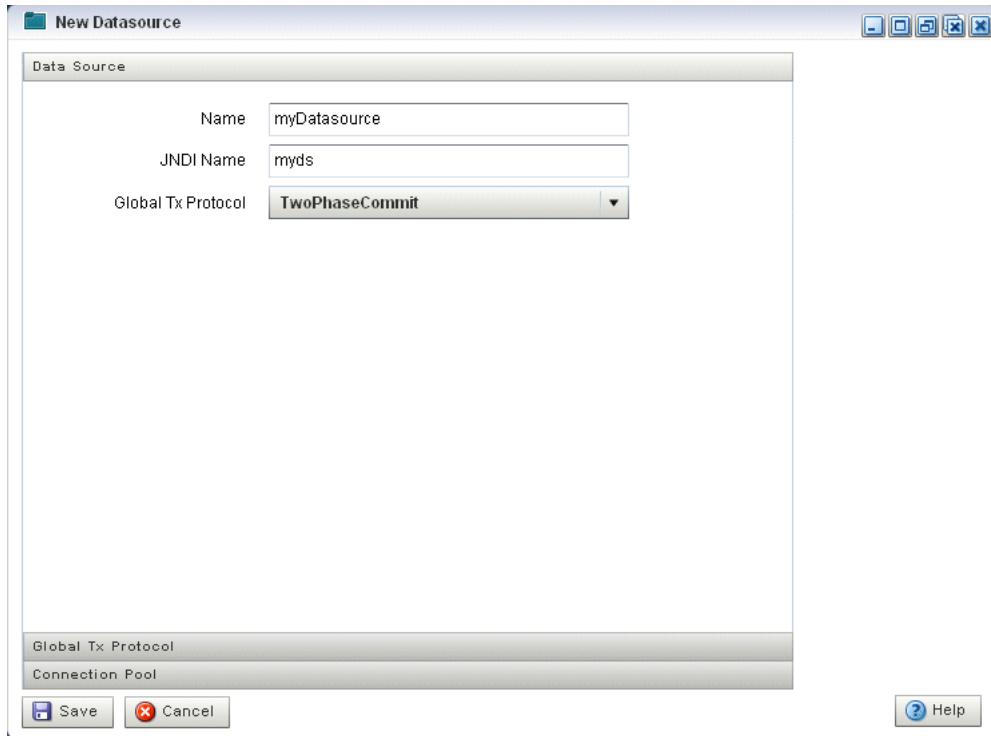 New Datasource
Data Source
Name myDatasource
JNDI Name myds
Global Tx Protocol TwoPhaseCommit
Global Tx Protocol
Connection Pool
Save Cancel Help